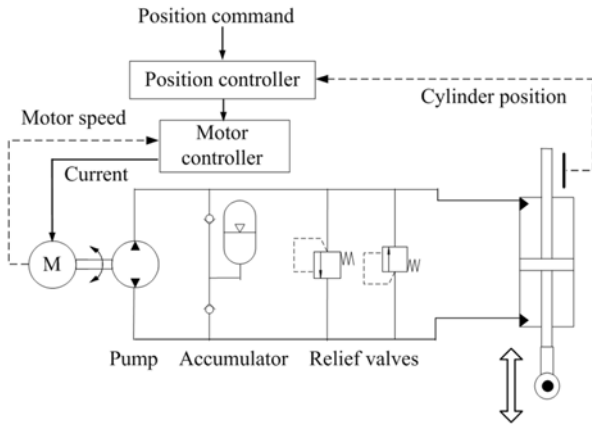 Position command
Position controller
Cylinder position
Motor speed
Motor
controller
Current
M
Pump
Accumulator
Relief valves